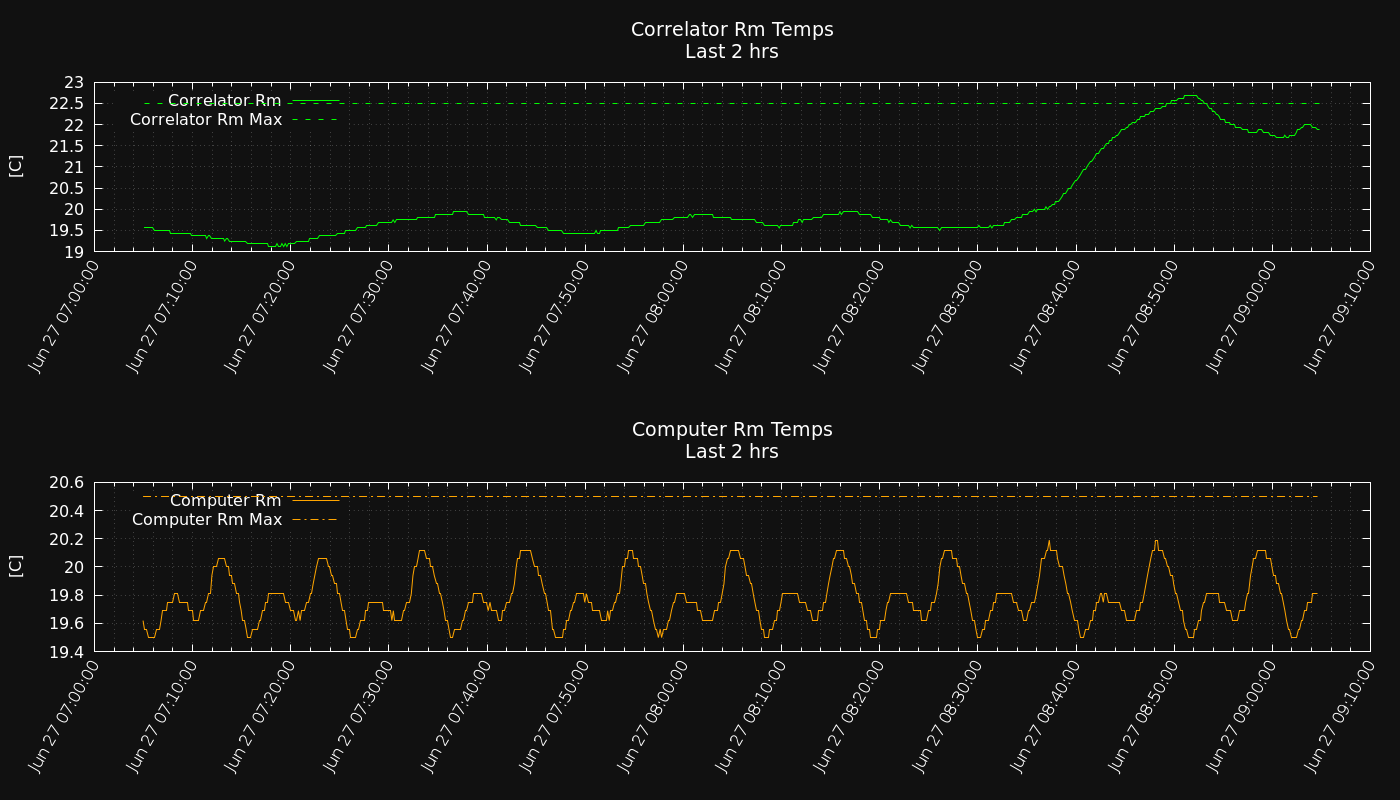 Correlator Rm Temps
Last 2 hrs
23
22.5
22
21.5
21
20.5
20
19.5
19
[C]
Correlator Rm
Correlator Rm Max
Jun 27 07:00:00
Jun 27 07:10:00
Jun 27 07:20:00
Jun 27 07:30:00
Jun 27 07:40:00
Jun 27 07:50:00
Jun 27 08:00:00
Jun 27 08:10:00
Jun 27 08:20:00
Jun 27 08:30:00
Jun 27 08:40:00
Jun 27 08:50:00
Jun 27 09:00:00
Jun 27 09:10:00
Computer Rm Temps
Last 2 hrs
20.6
20.4
20.2
20
19.8
19.6
19.4
[C]
Computer Rm
Computer Rm Max
Jun 27 07:00:00
Jun 27 07:10:00
Jun 27 07:20:00
Jun 27 07:30:00
Jun 27 07:40:00
Jun 27 07:50:00
Jun 27 08:00:00
Jun 27 08:10:00
Jun 27 08:20:00
Jun 27 08:30:00
Jun 27 08:40:00
Jun 27 08:50:00
Jun 27 09:00:00
Jun 27 09:10:00